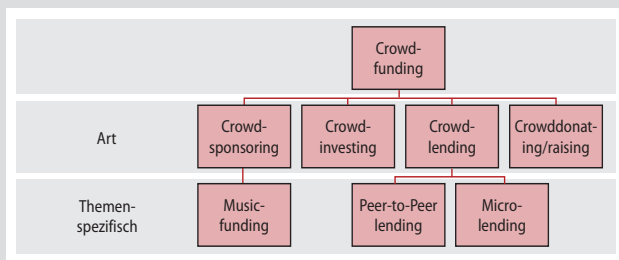 Crowd-
funding
Art
Crowd-
sponsoring
Crowd-
investing
Crowd-
lending
Crowddonat-
ing/raising
Themen-
spezifisch
Music-
funding
Peer-to-Peer
lending
Micro-
lending